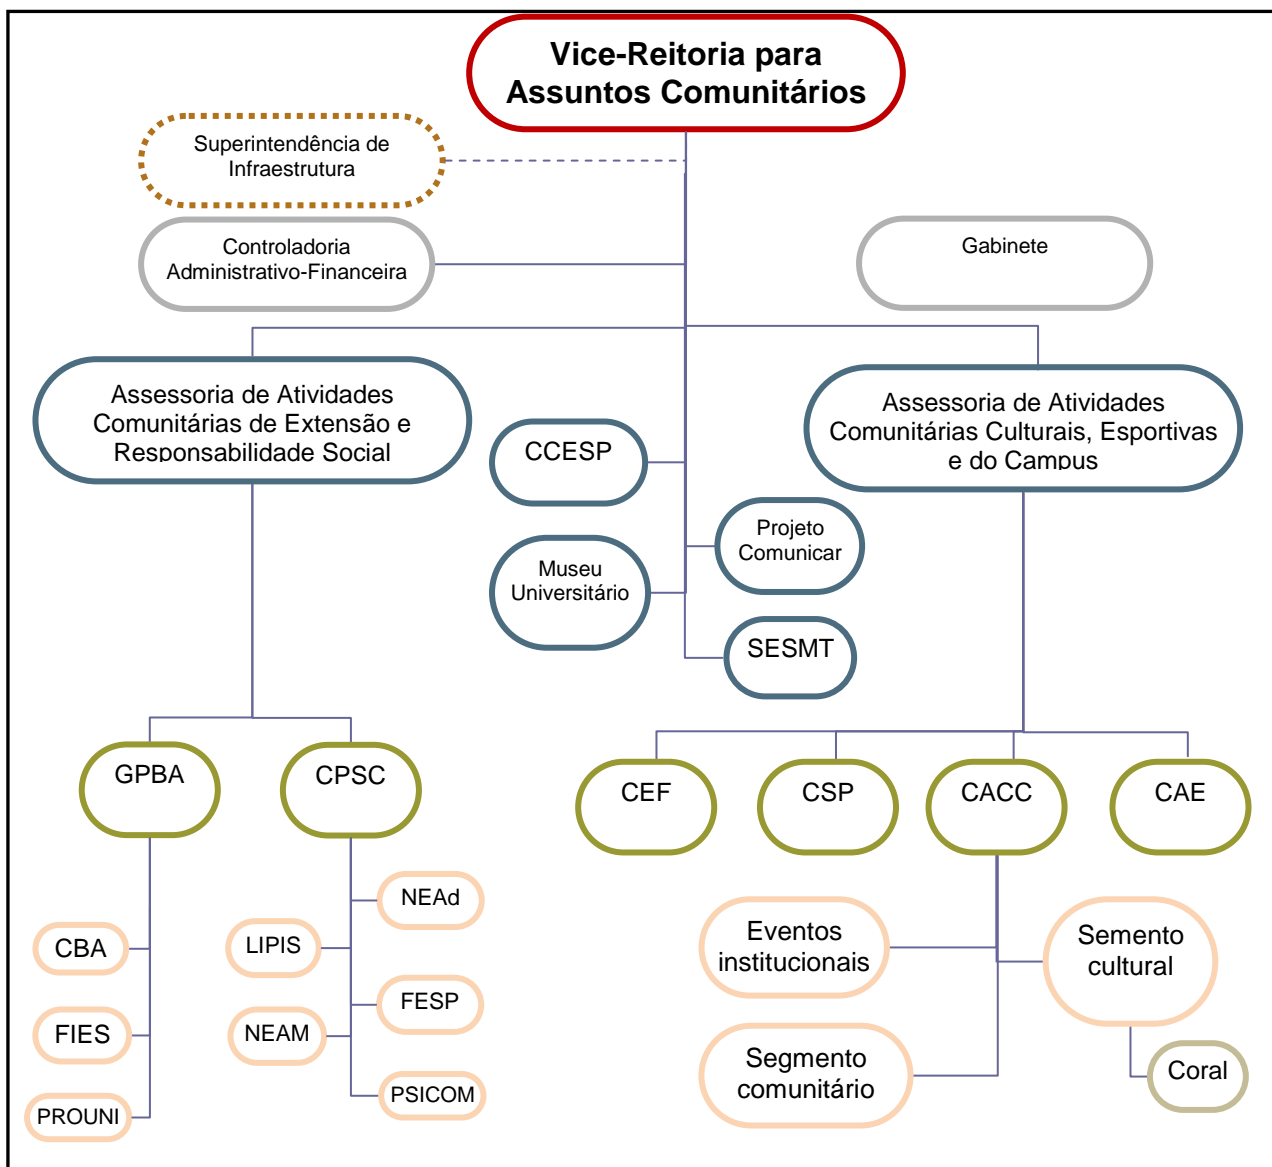 Vice-Reitoria para
Assuntos Comunitários
Superintendência de
Infraestrutura
Controladoria
Administrativo-Financeira
Gabinete
Assessoria de Atividades
Comunitárias de Extensão e
Responsabilidade Social
Assessoria de Atividades
Comunitárias Culturais, Esportivas
e do Campus
CCESP
Projeto
Comunicar
Museu
Universitário
SESMT
GPBA
CPSC
CEF
CSP
CACC
CAE
NEAd
CBA
LIPIS
FESP
FIES
NEAM
PSICOM
PROUNI
Eventos
institucionais
Semento
cultural
Segmento
comunitário
Coral